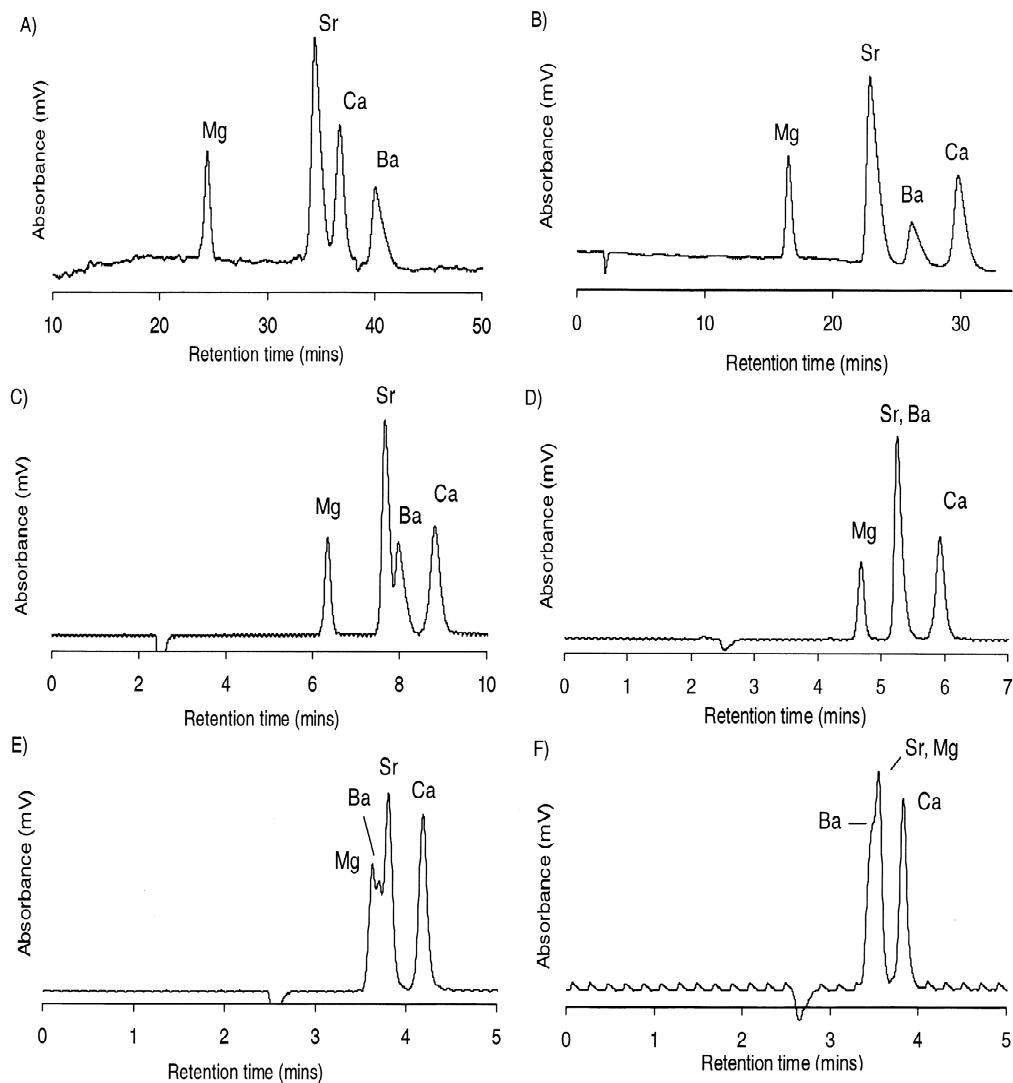 A)
Sr
Ca
Mg
Ba
Absorbance (mV)
10 20 30 40 50
Retention time (mins)
B)
Sr
Mg
Ca
Ba
Absorbance (mV)
0 10 20 30
Retention time (mins)
C)
Sr
Mg
Ba
Ca
Absorbance (mV)
0 2 4 6 8 10
Retention time (mins)
D)
Sr, Ba
Mg
Ca
Absorbance (mV)
0 1 2 3 4 5 6 7
Retention time (mins)
E)
Sr
Ba
Ca
Mg
Absorbance (mV)
0 1 2 3 4 5
Retention time (mins)
F)
Sr, Mg
Ba
Ca
Absorbance (mV)
0 1 2 3 4 5
Retention time (mins)